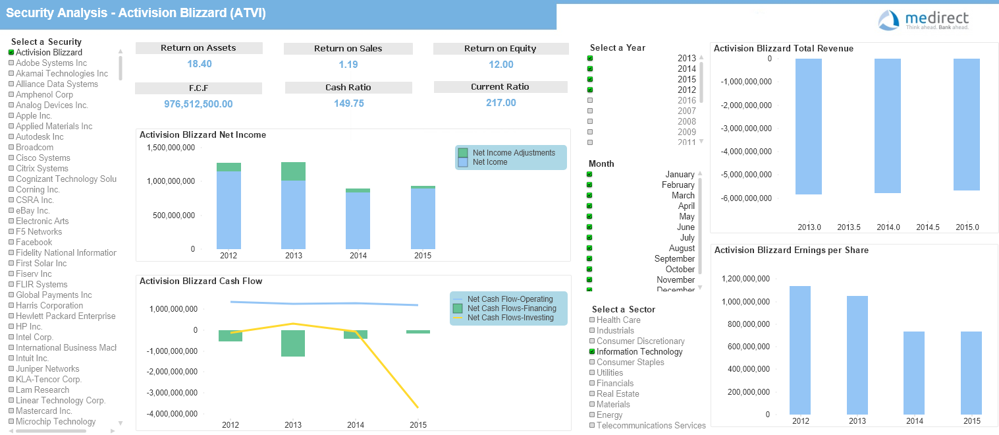 Security Analysis - Activision Blizzard (ATVI)
medirect
Think ahead. Bank ahead.
Select a Security
Activision Blizzard
Adobe Systems Inc
Akamai Technologies Inc
Alliance Data Systems
Amphenol Corp
Analog Devices Inc.
Apple Inc.
Applied Materials Inc
Autodesk Inc
Broadcom
Cisco Systems
Citrix Systems
Cognizant Technology Solu
Corning Inc.
CSRA Inc.
eBay Inc.
Electronic Arts
F5 Networks
Facebook
Fidelity National Information
First Solar Inc
Fiserv Inc
FLIR Systems
Global Payments Inc
Harris Corporation
Hewlett Packard Enterprise
HP Inc.
Intel Corp.
International Business Mach
Intuit Inc.
Juniper Networks
KLA-Tencor Corp.
Lam Research
Linear Technology Corp.
Mastercard Inc.
Microchip Technology
Return on Assets
18.40
Return on Sales
1.19
Return on Equity
12.00
F.C.F
976,512,500.00
Cash Ratio
149.75
Current Ratio
217.00
Activision Blizzard Net Income
1,500,000,000
1,000,000,000
500,000,000
0
2012 2013 2014 2015
Net Income Adjustments
Net Icome
Activision Blizzard Cash Flow
1,000,000,000
0
-1,000,000,000
-2,000,000,000
-3,000,000,000
-4,000,000,000
2012 2013 2014 2015
Net Cash Flow-Operating
Net Cash Flows-Financing
Net Cash Flows-Investing
Select a Year
2013
2014
2015
2012
2016
2007
2008
2009
2011
Month
January
February
March
April
May
June
July
August
September
October
November
December
Select a Sector
Health Care
Industrials
Consumer Discretionary
Information Technology
Consumer Staples
Utilities
Financials
Real Estate
Materials
Energy
Telecommunications Services
Activision Blizzard Total Revenue
0
-1,000,000,000
-2,000,000,000
-3,000,000,000
-4,000,000,000
-5,000,000,000
-6,000,000,000
2013.0 2013.5 2014.0 2014.5 2015.0
Activision Blizzard Ernings per Share
1,200,000,000
1,000,000,000
800,000,000
600,000,000
400,000,000
200,000,000
0
2012 2013 2014 2015